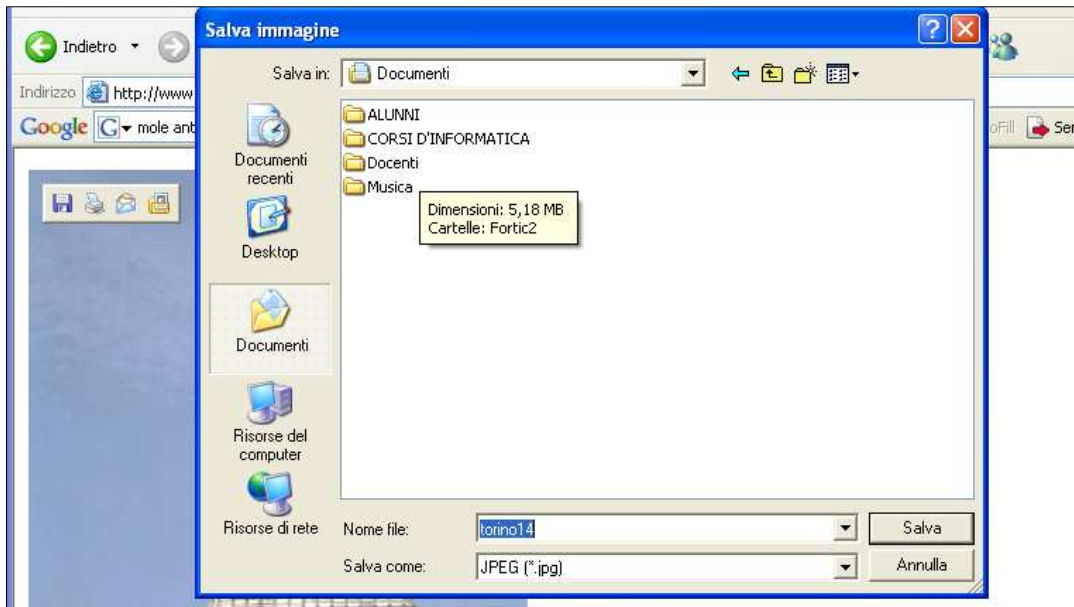 Salva immagine
Indietro
Salva in: Documenti
Indirizzo http://www
Google G mole ant
oFill Ser
ALUNNI
CORSI D'INFORMATICA
Docenti
Musica
Dimensioni: 5,18 MB
Cartelle: Fortic2
Documenti
recenti
Desktop
Documenti
Risorse del
computer
Risorse di rete
Nome file: torino14 Salva
Salva come: JPEG (*.jpg) Annulla